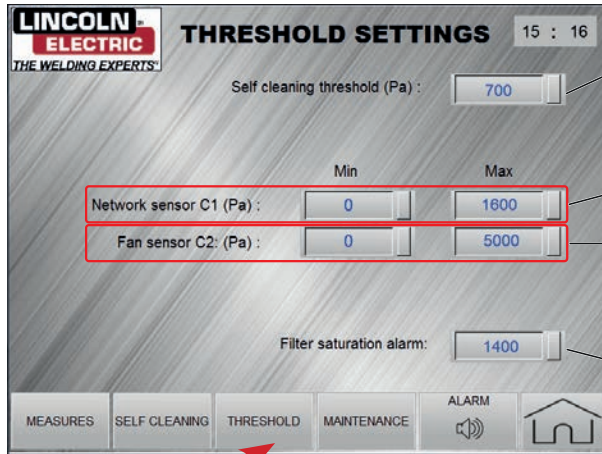 LINCOLN
ELECTRIC
THE WELDING EXPERTS®
THRESHOLD SETTINGS
15 : 16
Self cleaning threshold (Pa) : 700
Min Max
Network sensor C1 (Pa) : 0 1600
Fan sensor C2: (Pa) : 0 5000
Filter saturation alarm: 1400
MEASURES SELF CLEANING THRESHOLD MAINTENANCE ALARM